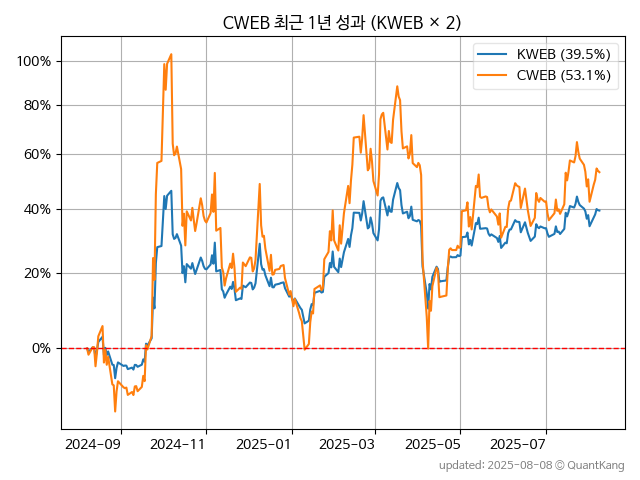 CWEB 최근 1년 성과 (KWEB × 2)
KWEB (39.5%)
CWEB (53.1%)
100%
80%
60%
40%
20%
0%
2024-09 2024-11 2025-01 2025-03 2025-05 2025-07
updated: 2025-08-08 © QuantKang